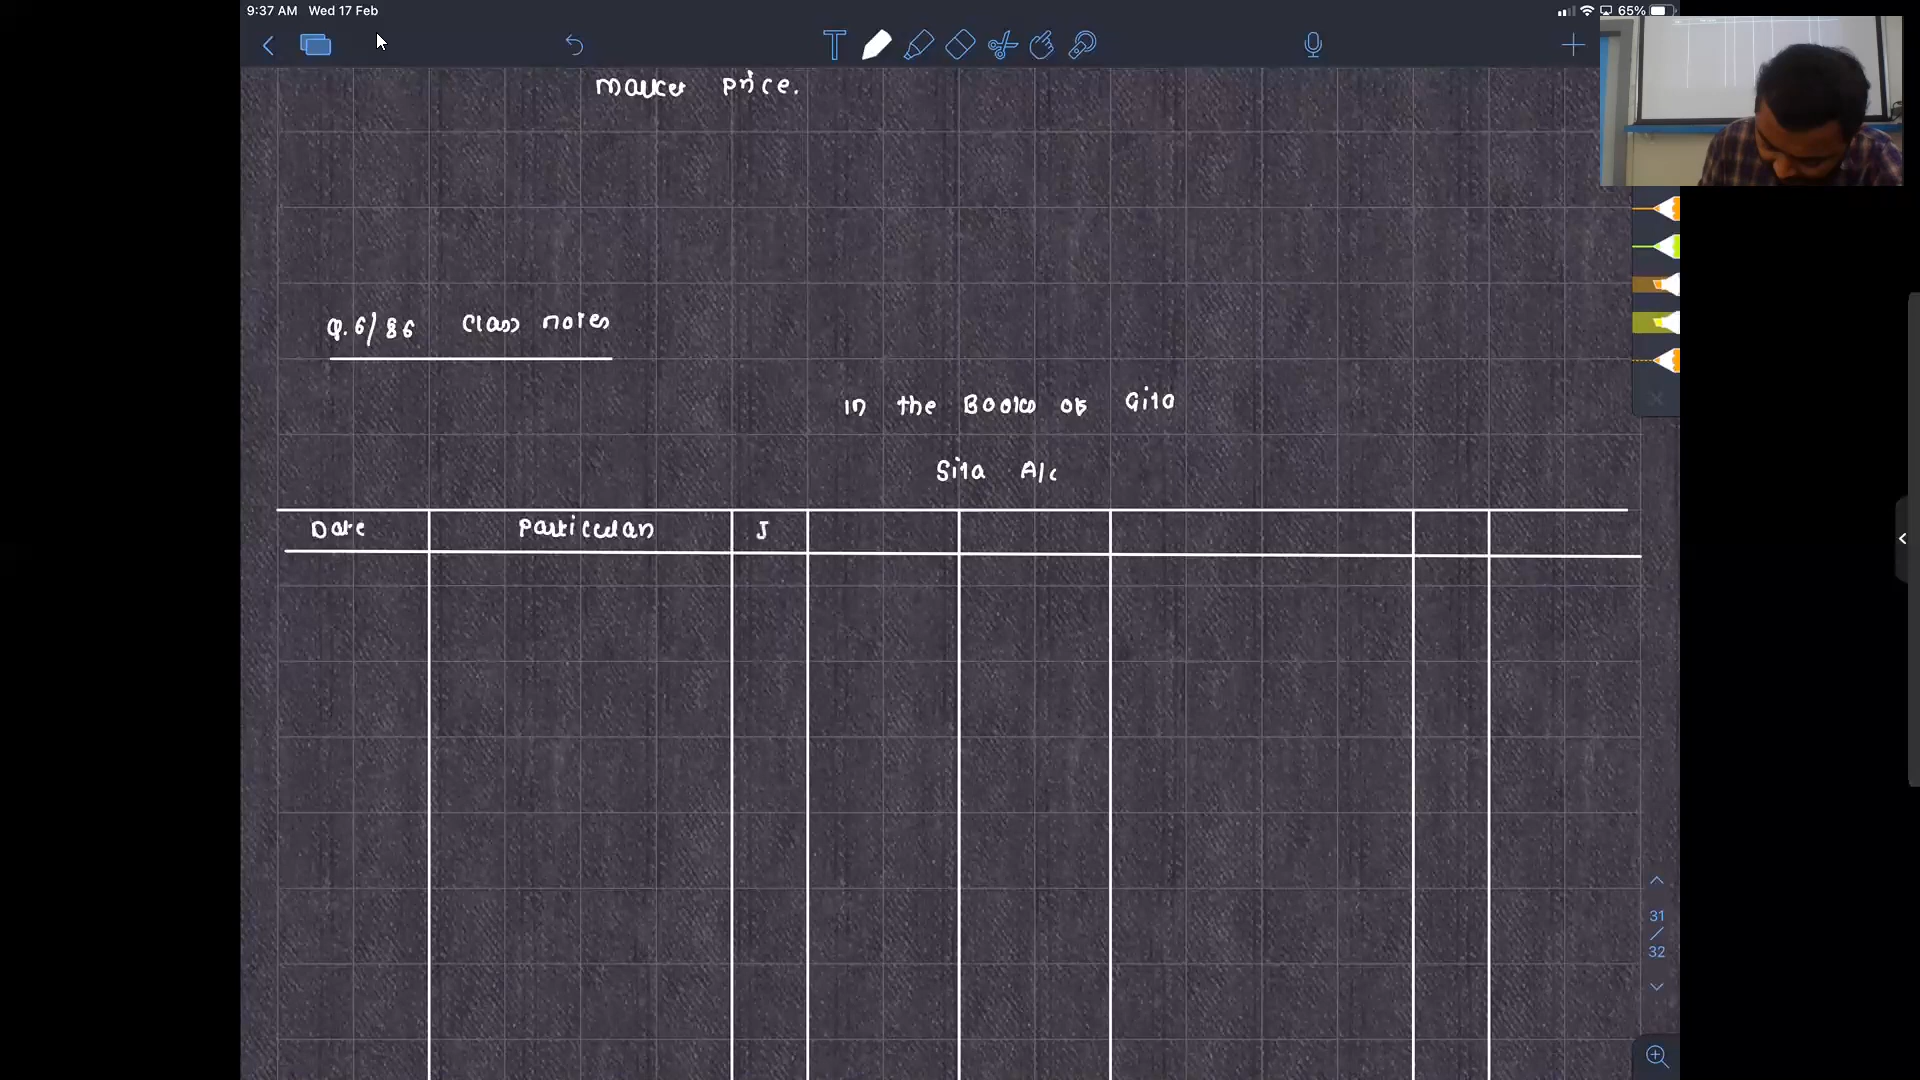 9:37 AM Wed 17 Feb
65%
market price.
Q.6/86 Class notes
in the Books of Gita
Sita A/c
Date Particulars J
31
/
32